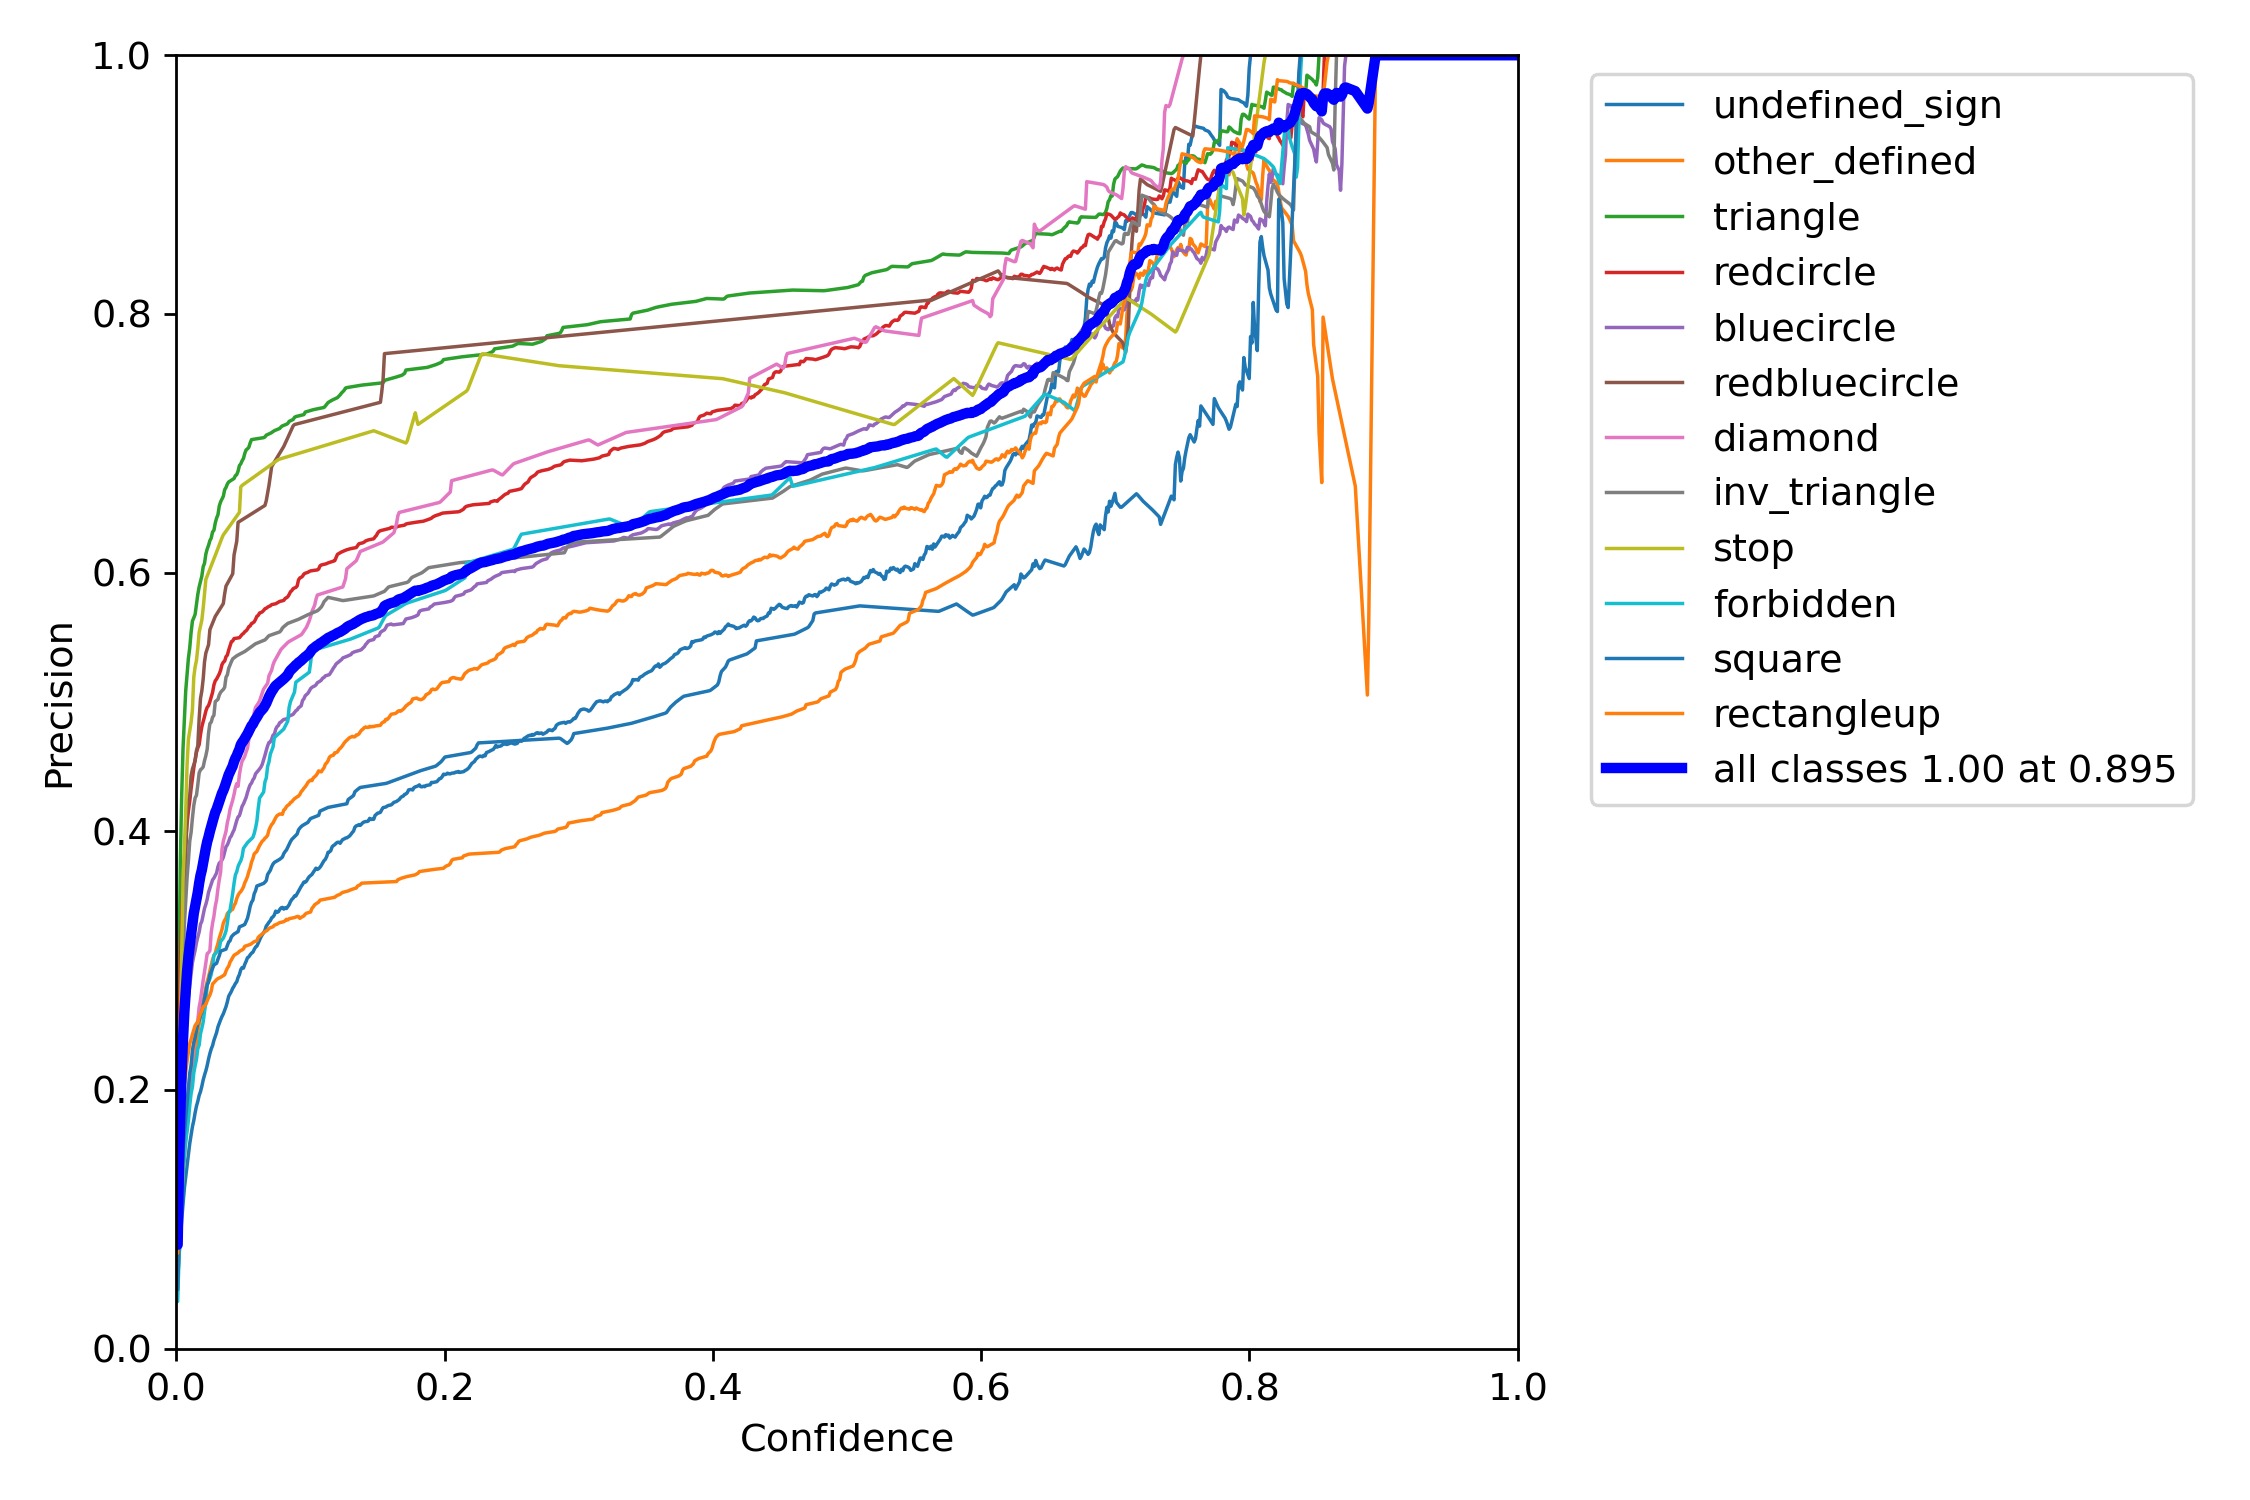 1.0
0.8
0.6
0.4
0.2
0.0
Precision
0.0 0.2 0.4 0.6 0.8 1.0
Confidence
undefined_sign
other_defined
triangle
redcircle
bluecircle
redbluecircle
diamond
inv_triangle
stop
forbidden
square
rectangleup
all classes 1.00 at 0.895